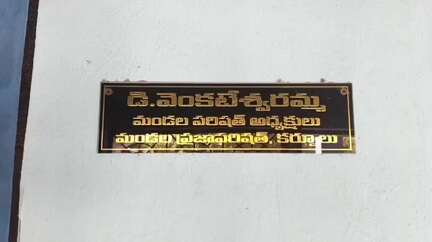 డి.వెంకటేశ్వరమ్మ
మండల పరిషత్ అధ్యక్షులు
మండల ప్రజాపరిషత్, కర్నూలు